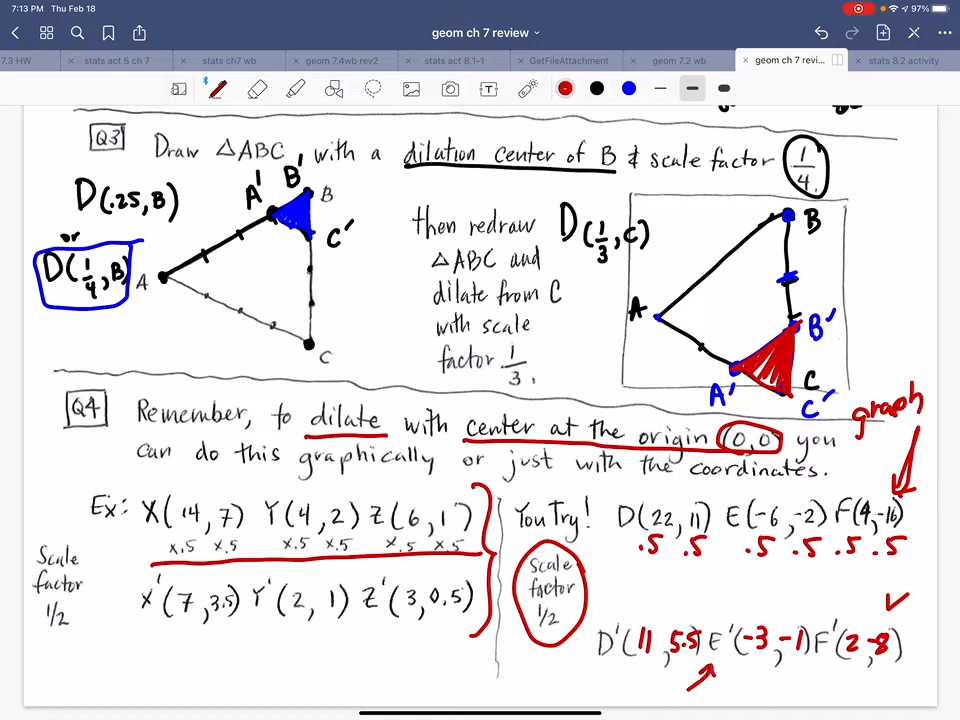 7:13 PM Thu Feb 18
97%
geom ch 7 review
7.3 HW
stats act 5 ch 7
stats ch7 wb
geom 7.4wb rev2
stats act 8.1-1
GetFileAttachment
geom 7.2 wb
geom ch 7 revi...
stats 8.2 activity
Q3 Draw △ABC with a dilation center of B & scale factor 1/4.
D(.25, B)
or
D(1/4, B)
A' B' B
C'
A
C
then redraw
△ABC and
dilate from C
with scale
factor 1/3.
D(1/3, C)
B
A
B'
A' C
C'
Q4 Remember, to dilate with center at the origin (0,0) you
can do this graphically or just with the coordinates.
graph
Ex: X(14, 7) Y(4, 2) Z(6, 1)
x.5 x.5 x.5 x.5 x.5 x.5
Scale
factor
1/2
X'(7, 3.5) Y'(2, 1) Z'(3, 0.5)
You Try! D(22, 11) E(-6, -2) F(4, -16)
.5 .5 .5 .5 .5 .5
Scale
factor
1/2
D'(11, 5.5) E'(-3, -1) F'(2, -8)